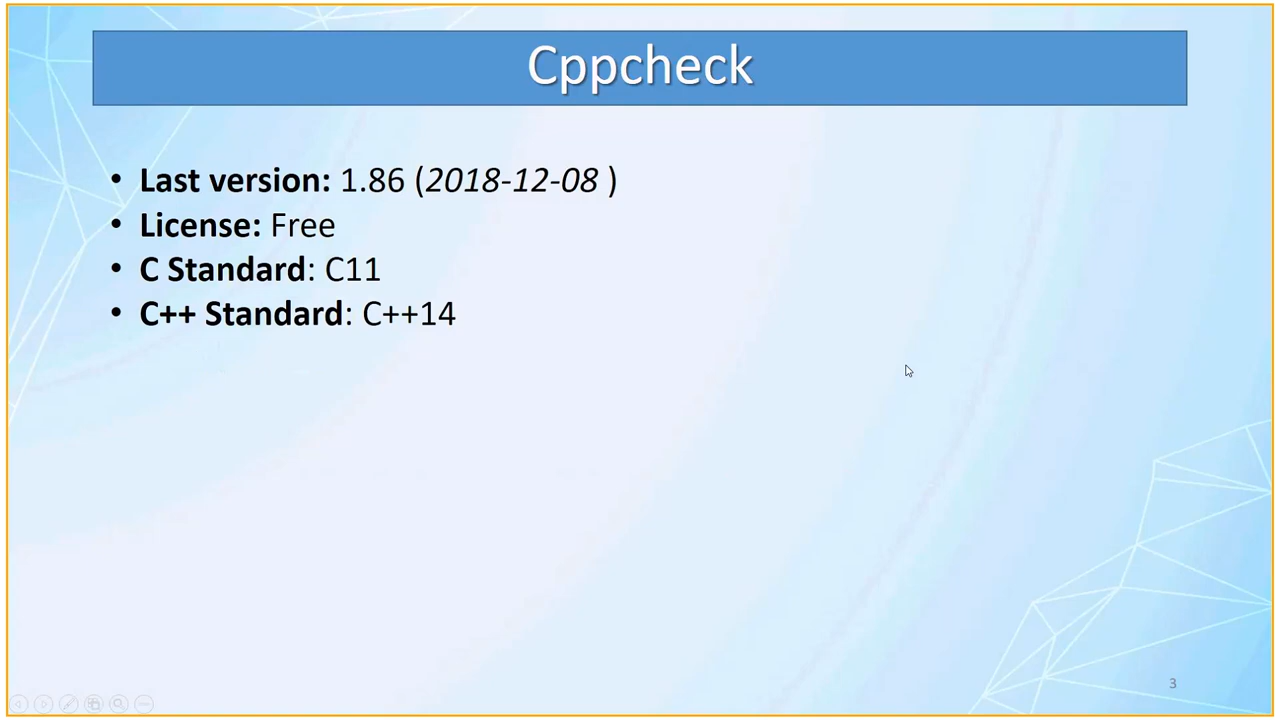 Cppcheck
• Last version: 1.86 (2018-12-08 )
• License: Free
• C Standard: C11
• C++ Standard: C++14
3